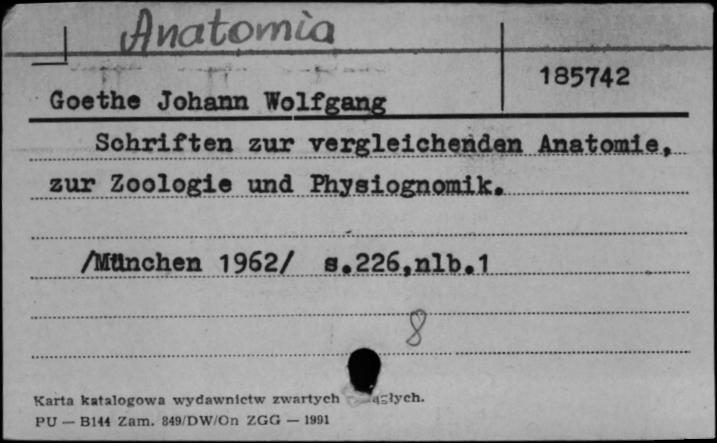 Anatomia
185742
Goethe Johann Wolfgang
Schriften zur vergleichenden Anatomie,
zur Zoologie und Physiognomik.
/München 1962/ s.226,nlb.1
8
Karta katalogowa wydawnictw zwartych
PU — B144 Zam. 849/DW/On ZGG — 1991